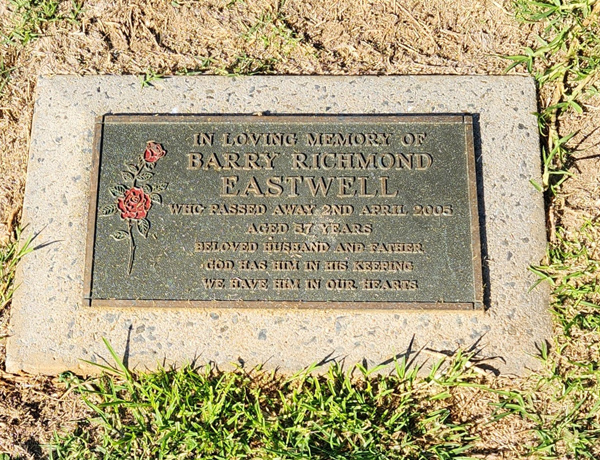 IN LOVING MEMORY OF
BARRY RICHMOND
EASTWELL
WHO PASSED AWAY 2ND APRIL 2005
AGED YEARS
BELOVED HUSBAND AND FATHER
GOD HAS HIM IN HIS KEEPING
WE HAVE HIM IN OUR HEARTS